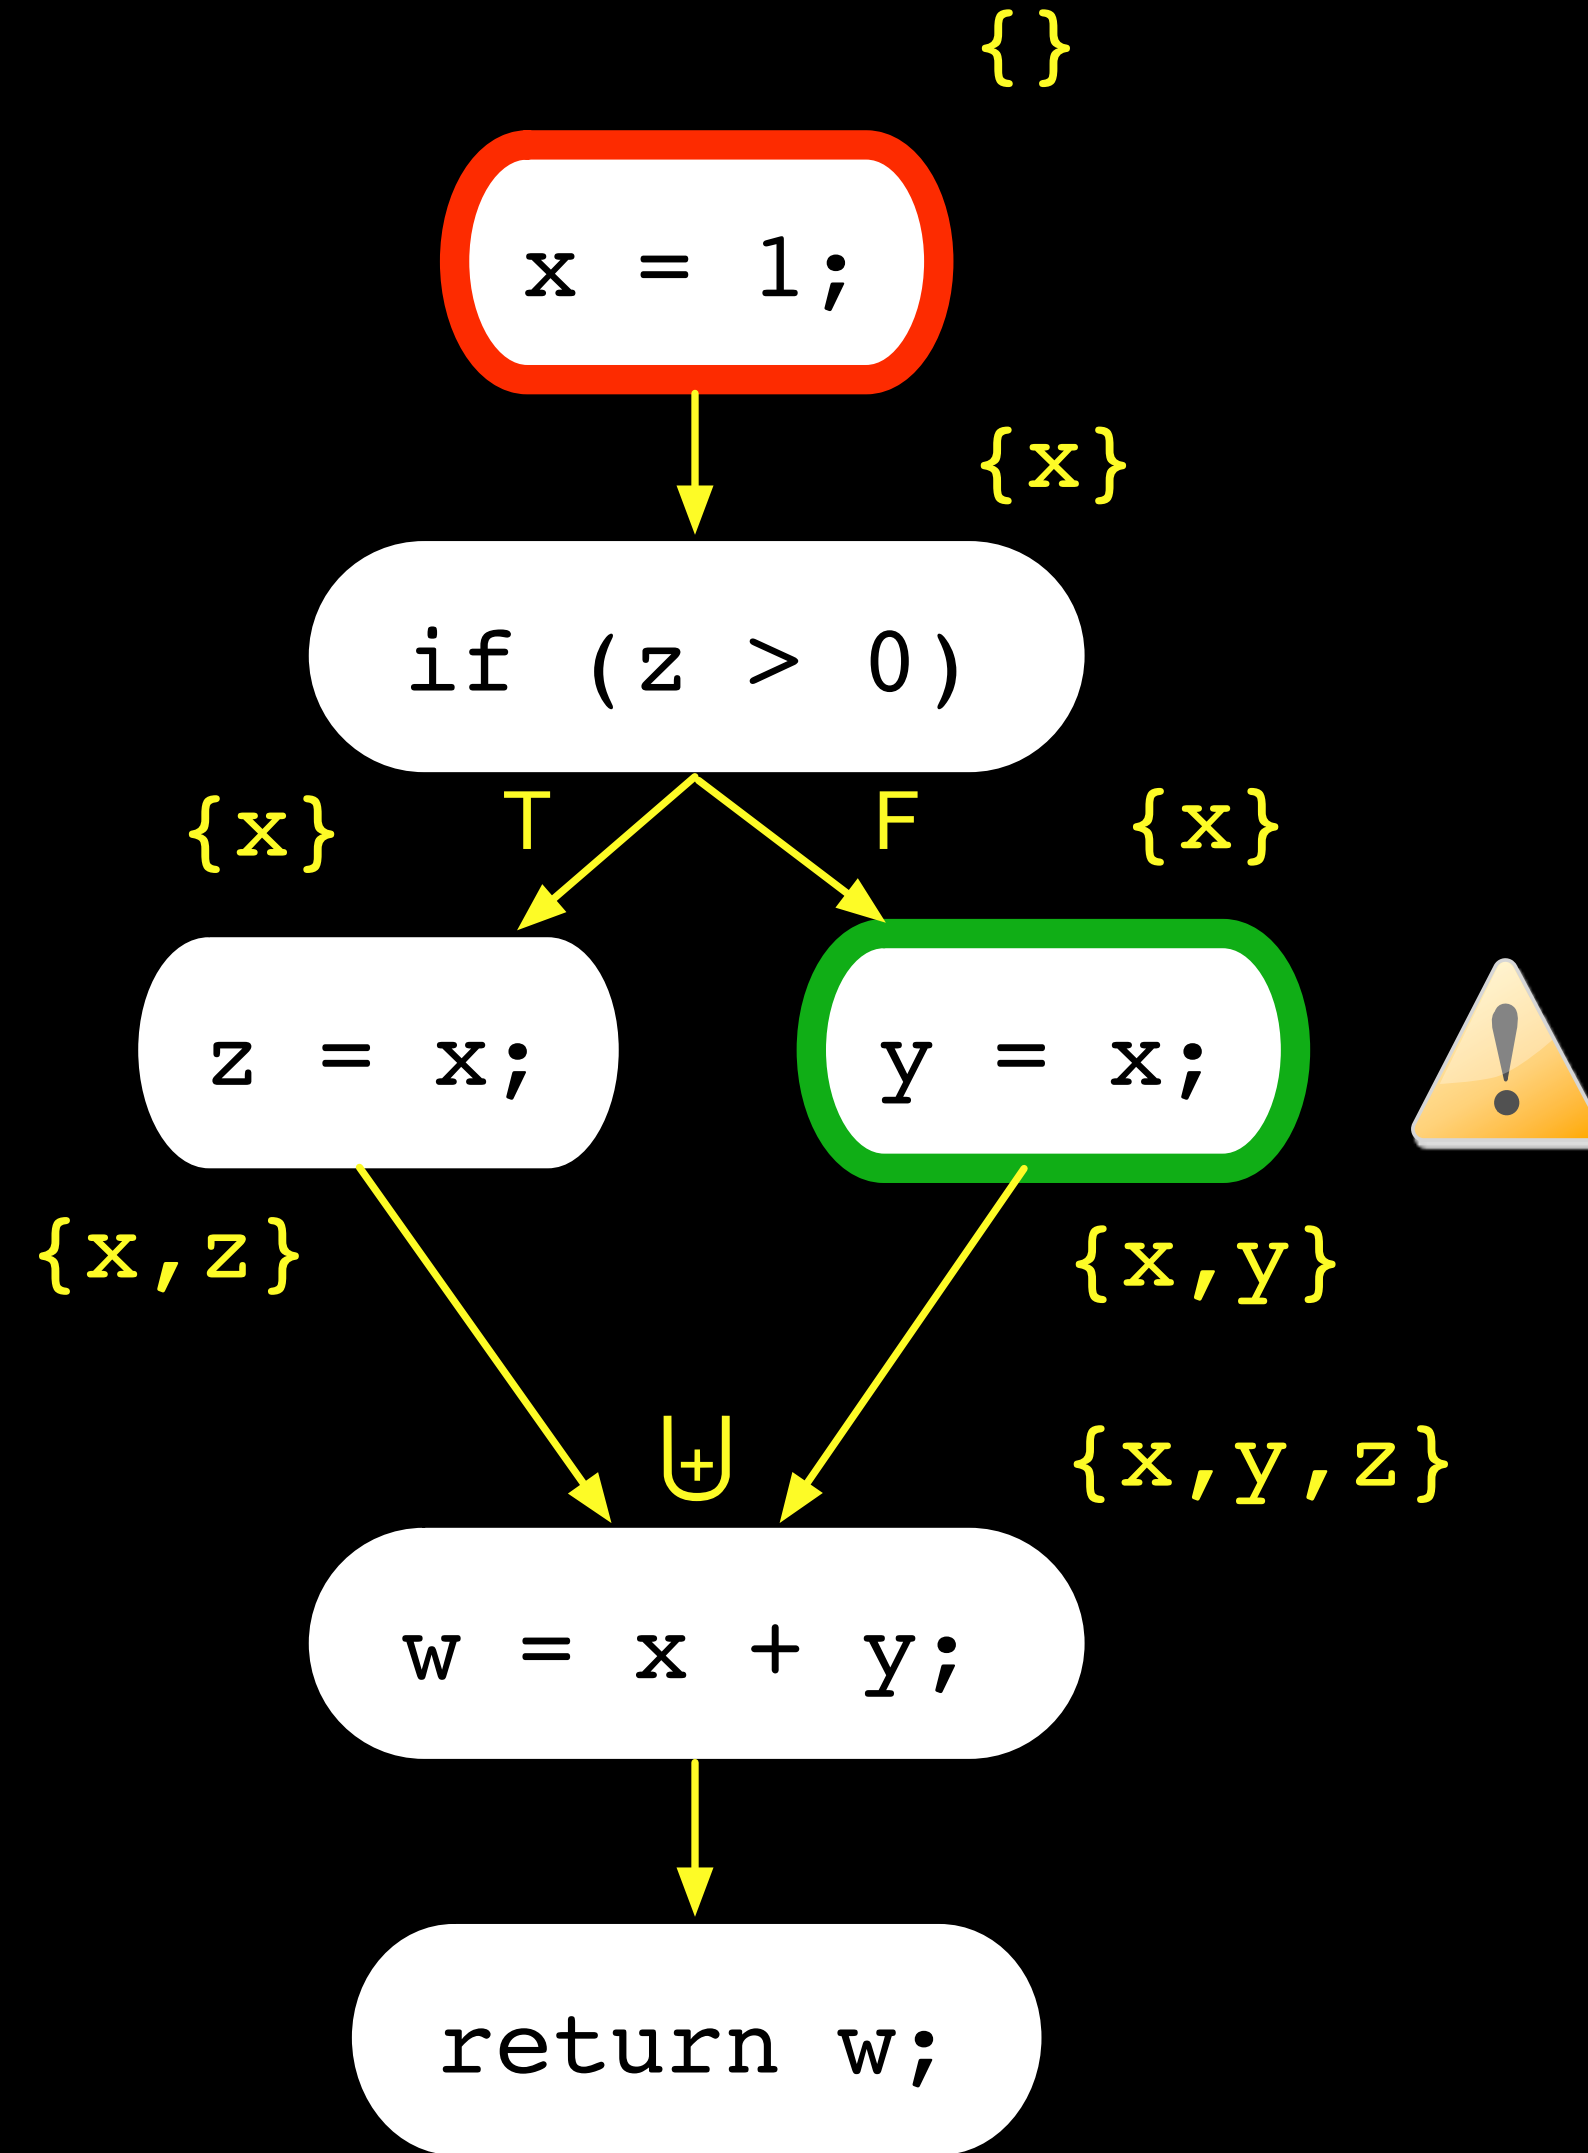 {}
x = 1;
{x}
if (z > 0)
{x} T F {x}
z = x; y = x;
{x,z} {x,y}
⊎ {x,y,z}
w = x + y;
return w;